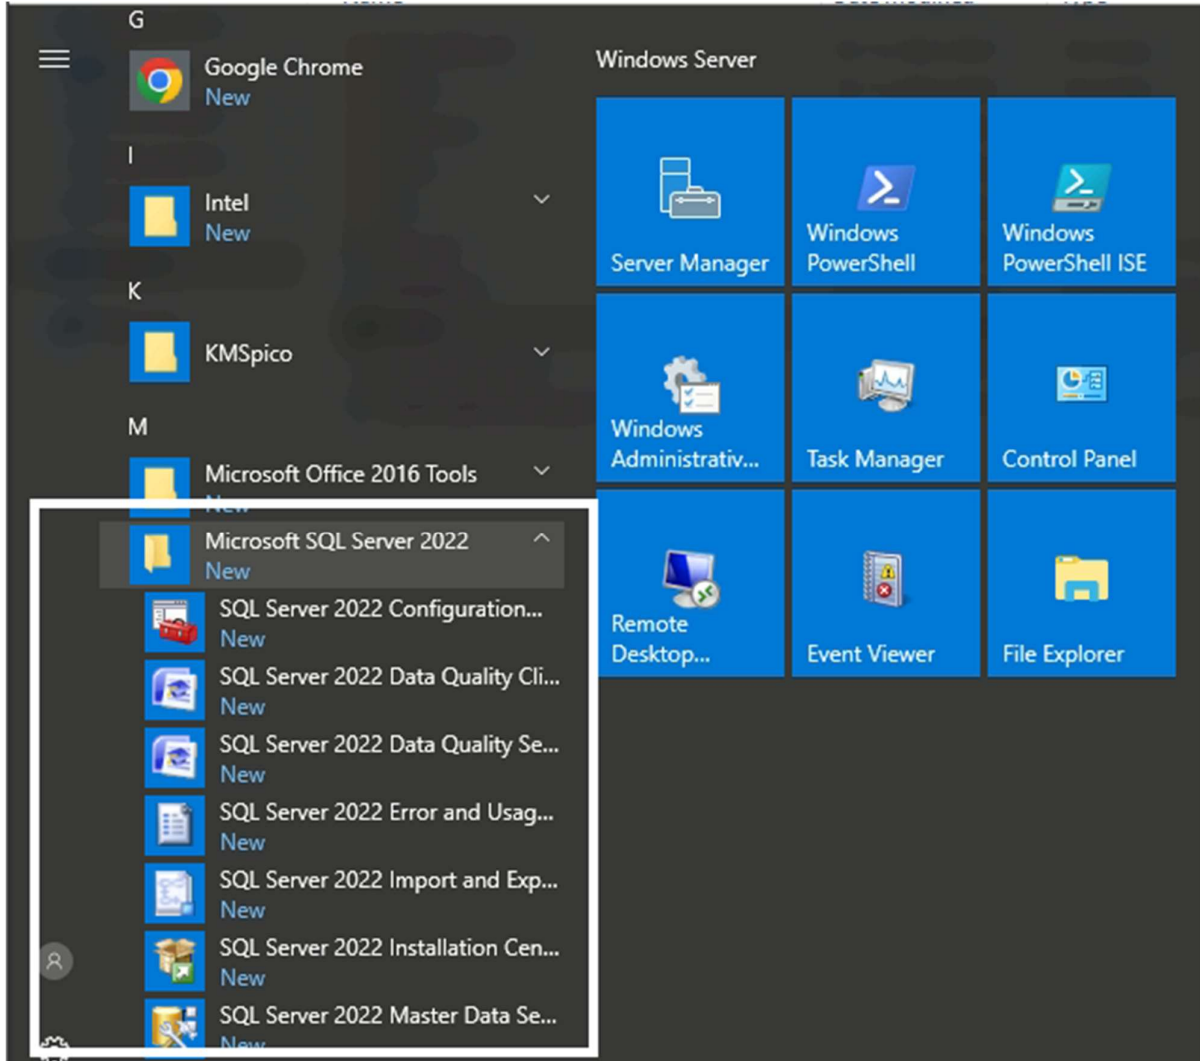 G
Google Chrome
New
I
Intel
New
K
KMSpico
M
Microsoft Office 2016 Tools
New
Microsoft SQL Server 2022
New
SQL Server 2022 Configuration...
New
SQL Server 2022 Data Quality Cli...
New
SQL Server 2022 Data Quality Se...
New
SQL Server 2022 Error and Usag...
New
SQL Server 2022 Import and Exp...
New
SQL Server 2022 Installation Cen...
New
SQL Server 2022 Master Data Se...
New
Windows Server
Server Manager
Windows
PowerShell
Windows
PowerShell ISE
Windows
Administrativ...
Task Manager
Control Panel
Remote
Desktop...
Event Viewer
File Explorer